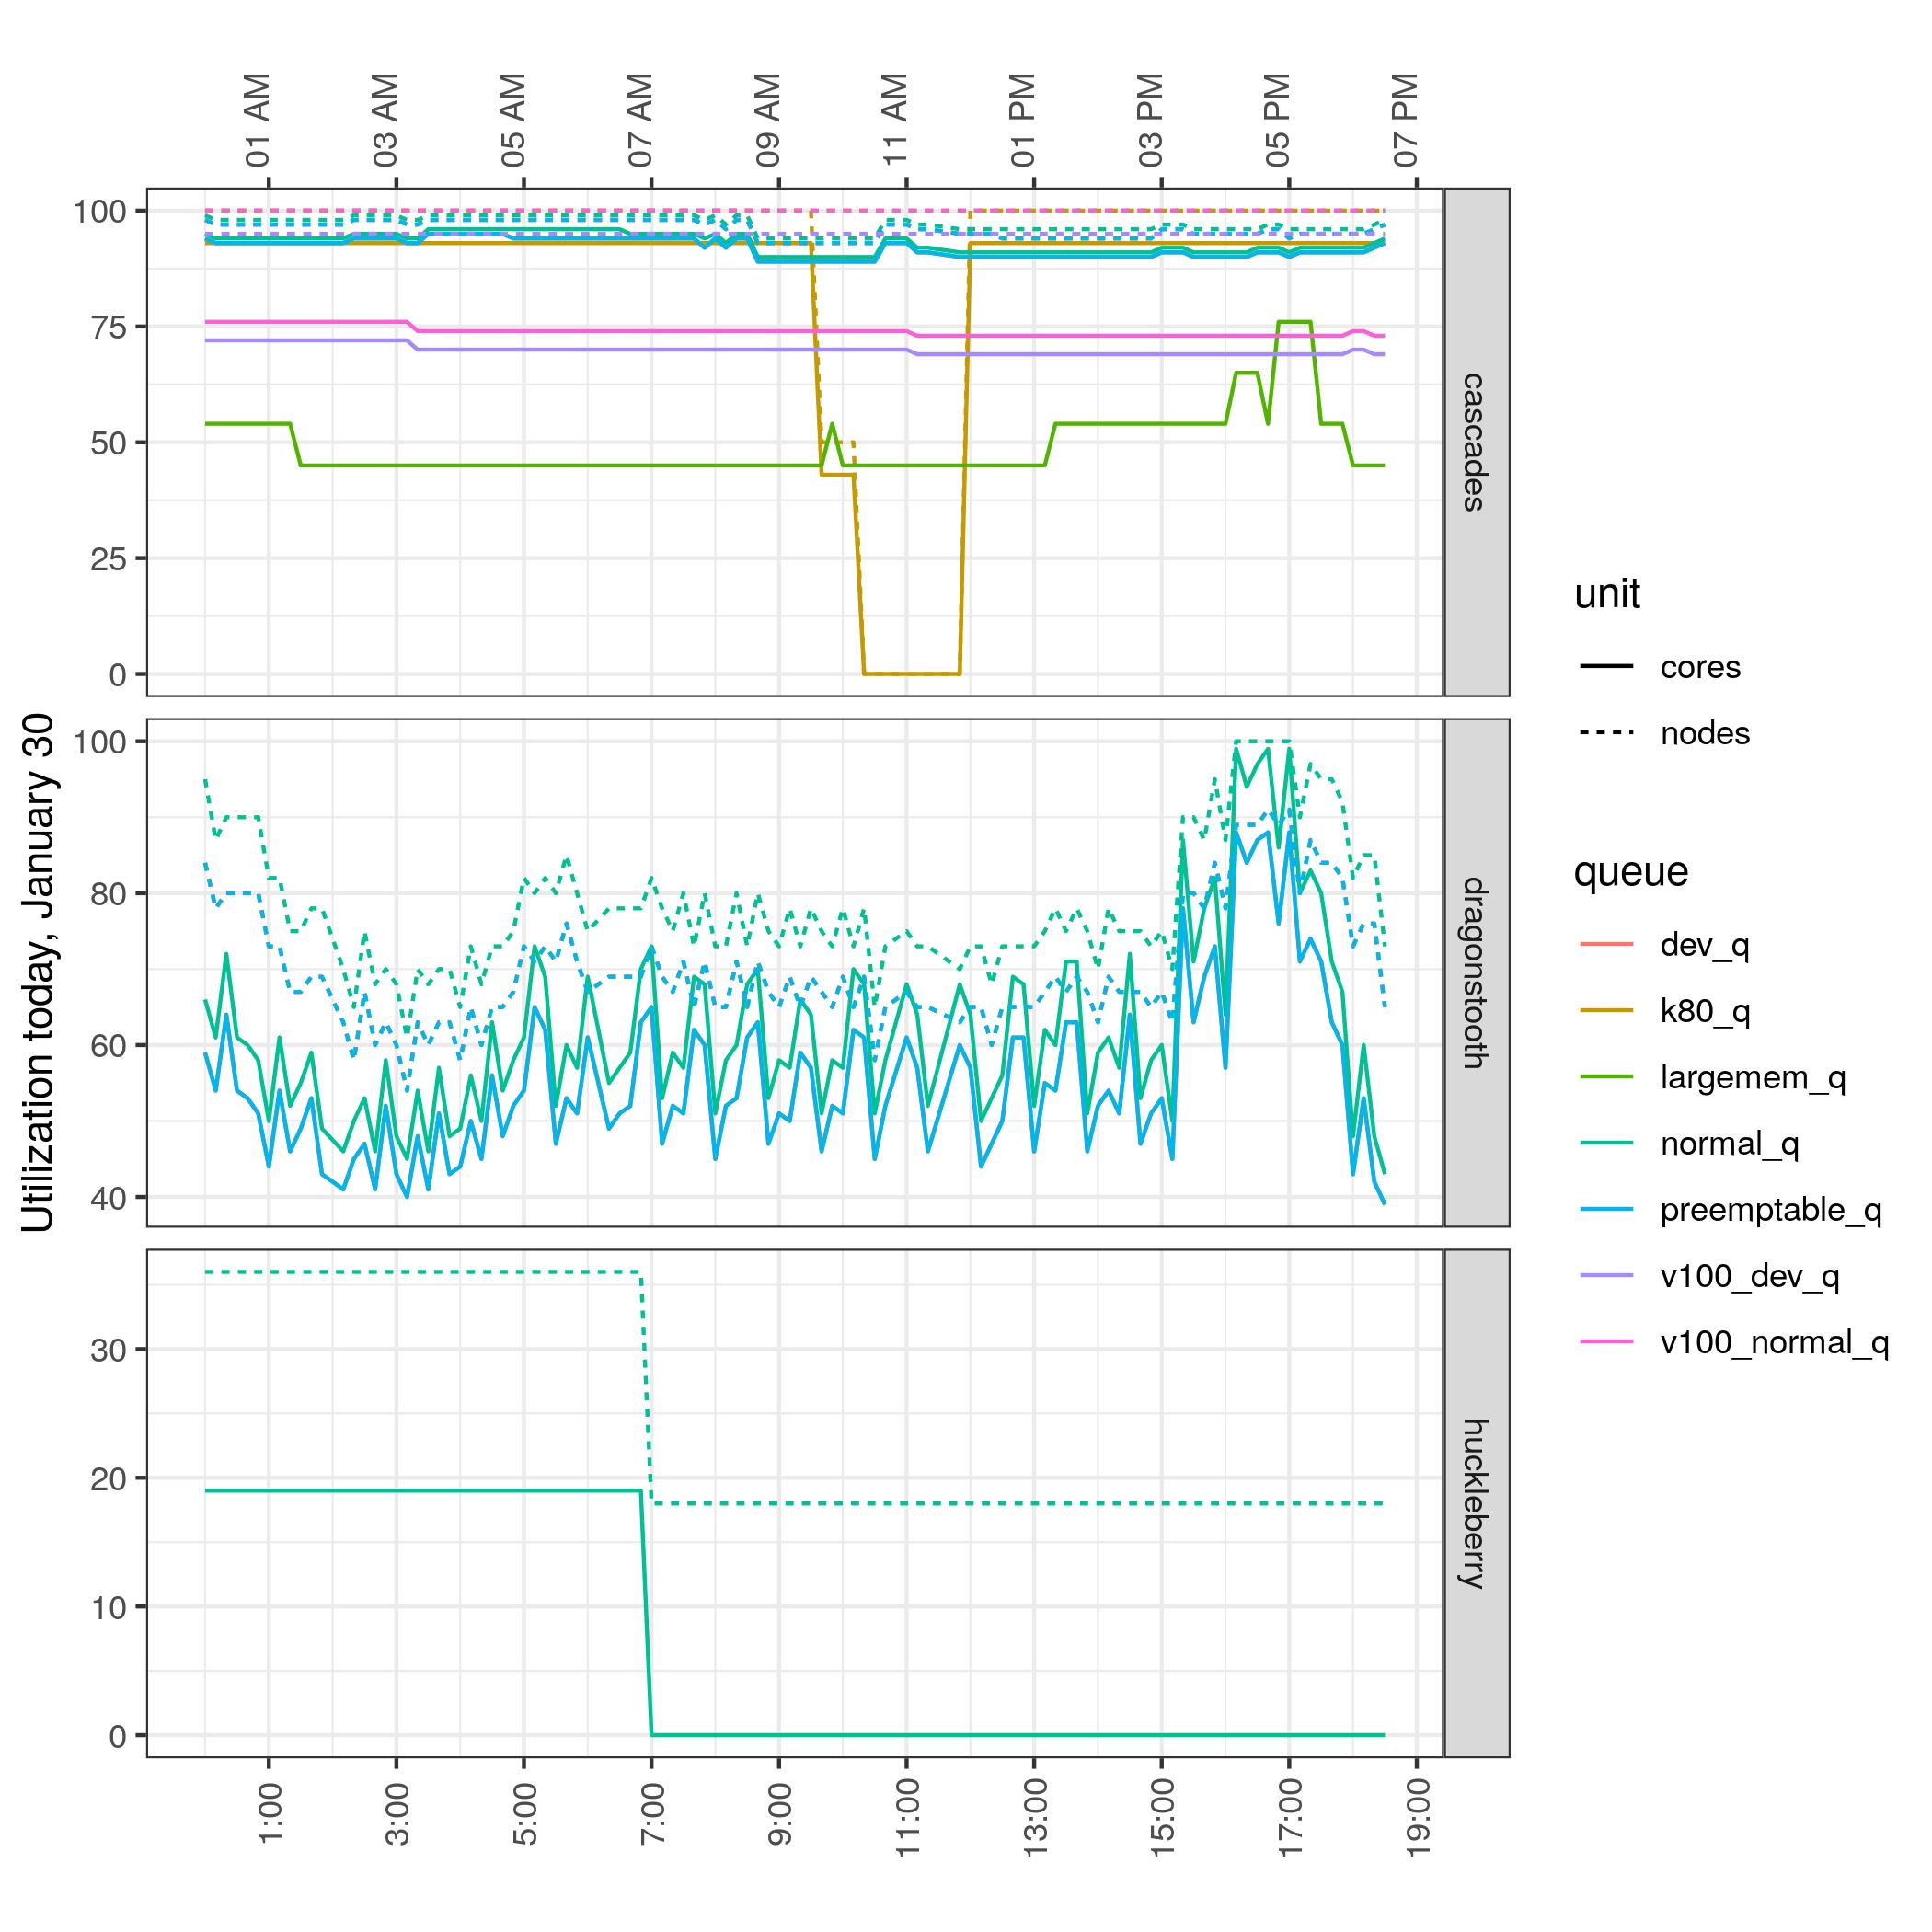 01 AM
03 AM
05 AM
07 AM
09 AM
11 AM
01 PM
03 PM
05 PM
07 PM
Utilization today, January 30
100
75
50
25
0
cascades
100
80
60
40
dragonstooth
30
20
10
0
huckleberry
1:00
3:00
5:00
7:00
9:00
11:00
13:00
15:00
17:00
19:00
unit
cores
nodes
queue
dev_q
k80_q
largemem_q
normal_q
preemptable_q
v100_dev_q
v100_normal_q